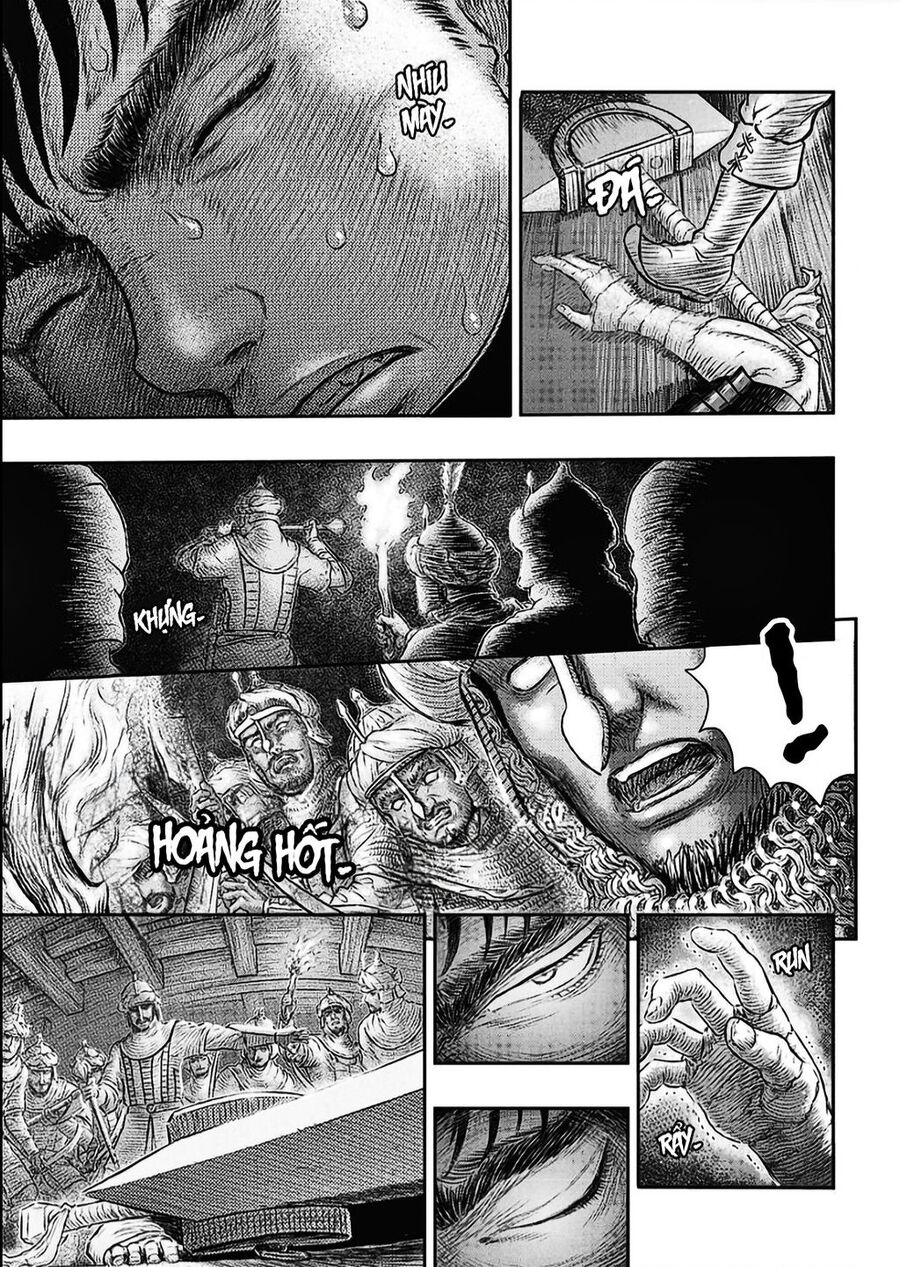 ĐÁ-
NHÍU
MÀY-
KHỰNG-
!
HOẢNG HỐT-
RUN
RẨY-